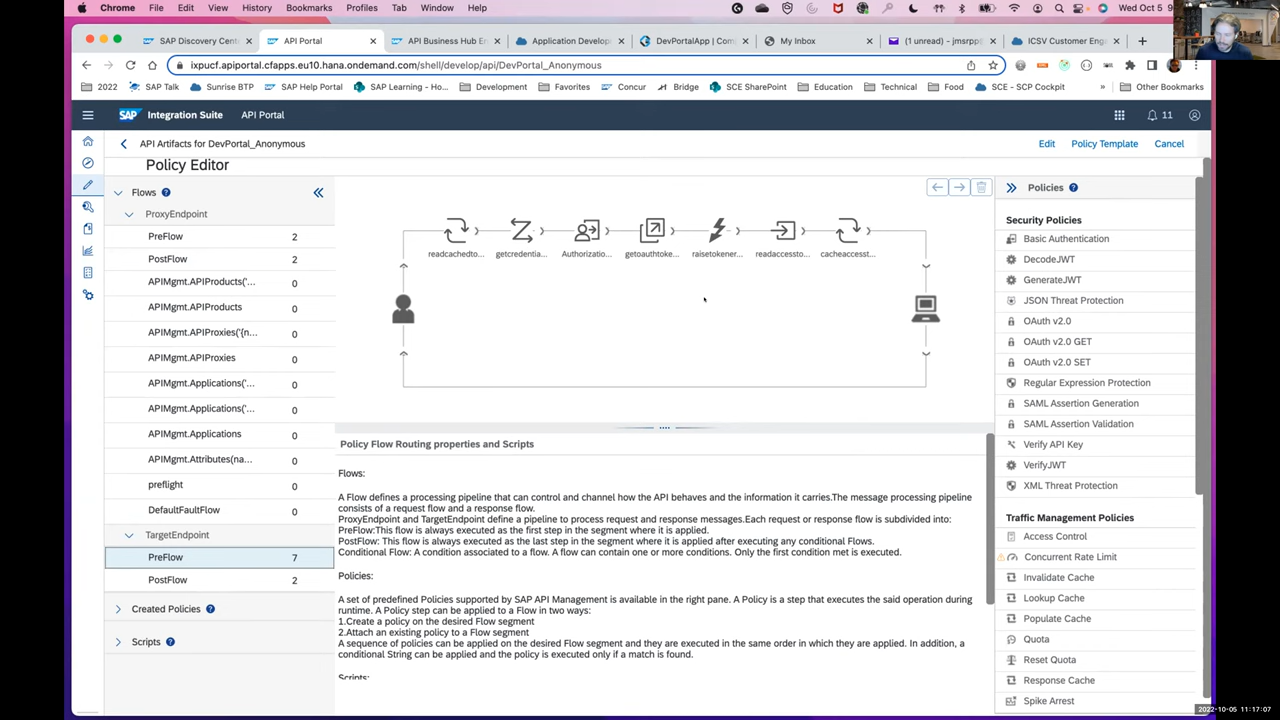 Chrome File Edit View History Bookmarks Profiles Tab Window Help
Wed Oct 5
SAP Discovery Cent
API Portal
API Business Hub En
Application Develop
DevPortalApp | Com
My Inbox
(1 unread) - jmsrpp
ICSV Customer Eng
ixpucf.apiportal.cfapps.eu10.hana.ondemand.com/shell/develop/api/DevPortal_Anonymous
2022 SAP Talk Sunrise BTP SAP Help Portal SAP Learning - Ho... Development Favorites Concur Bridge SCE SharePoint Education Technical Food SCE - SCP Cockpit » Other Bookmarks
SAP Integration Suite API Portal 11
API Artifacts for DevPortal_Anonymous
Edit Policy Template Cancel
Policy Editor
Flows
ProxyEndpoint
PreFlow 2
PostFlow 2
APIMgmt.APIProducts('... 0
APIMgmt.APIProducts 0
APIMgmt.APIProxies('{n... 0
APIMgmt.APIProxies 0
APIMgmt.Applications('... 0
APIMgmt.Applications('... 0
APIMgmt.Applications 0
APIMgmt.Attributes(na... 0
preflight 0
DefaultFaultFlow 0
TargetEndpoint
PreFlow 7
PostFlow 2
Created Policies
Scripts
readcachedto... getcredentia... Authorizatio... getoauthtoke... raisetokener... readaccessto... cacheaccesst...
Policy Flow Routing properties and Scripts
Flows:
A Flow defines a processing pipeline that can control and channel how the API behaves and the information it carries.The message processing pipeline
consists of a request flow and a response flow.
ProxyEndpoint and TargetEndpoint define a pipeline to process request and response messages.Each request or response flow is subdivided into:
PreFlow:This flow is always executed as the first step in the segment where it is applied.
PostFlow: This flow is always executed as the last step in the segment where it is applied after executing any conditional Flows.
Conditional Flow: A condition associated to a flow. A flow can contain one or more conditions. Only the first condition met is executed.
Policies:
A set of predefined Policies supported by SAP API Management is available in the right pane. A Policy is a step that executes the said operation during
runtime. A Policy step can be applied to a Flow in two ways:
1.Create a policy on the desired Flow segment
2.Attach an existing policy to a Flow segment
A sequence of policies can be applied on the desired Flow segment and they are executed in the same order in which they are applied. In addition, a
conditional String can be applied and the policy is executed only if a match is found.
Scripts:
Policies
Security Policies
Basic Authentication
DecodeJWT
GenerateJWT
JSON Threat Protection
OAuth v2.0
OAuth v2.0 GET
OAuth v2.0 SET
Regular Expression Protection
SAML Assertion Generation
SAML Assertion Validation
Verify API Key
VerifyJWT
XML Threat Protection
Traffic Management Policies
Access Control
Concurrent Rate Limit
Invalidate Cache
Lookup Cache
Populate Cache
Quota
Reset Quota
Response Cache
Spike Arrest
2022-10-05 11:17:07